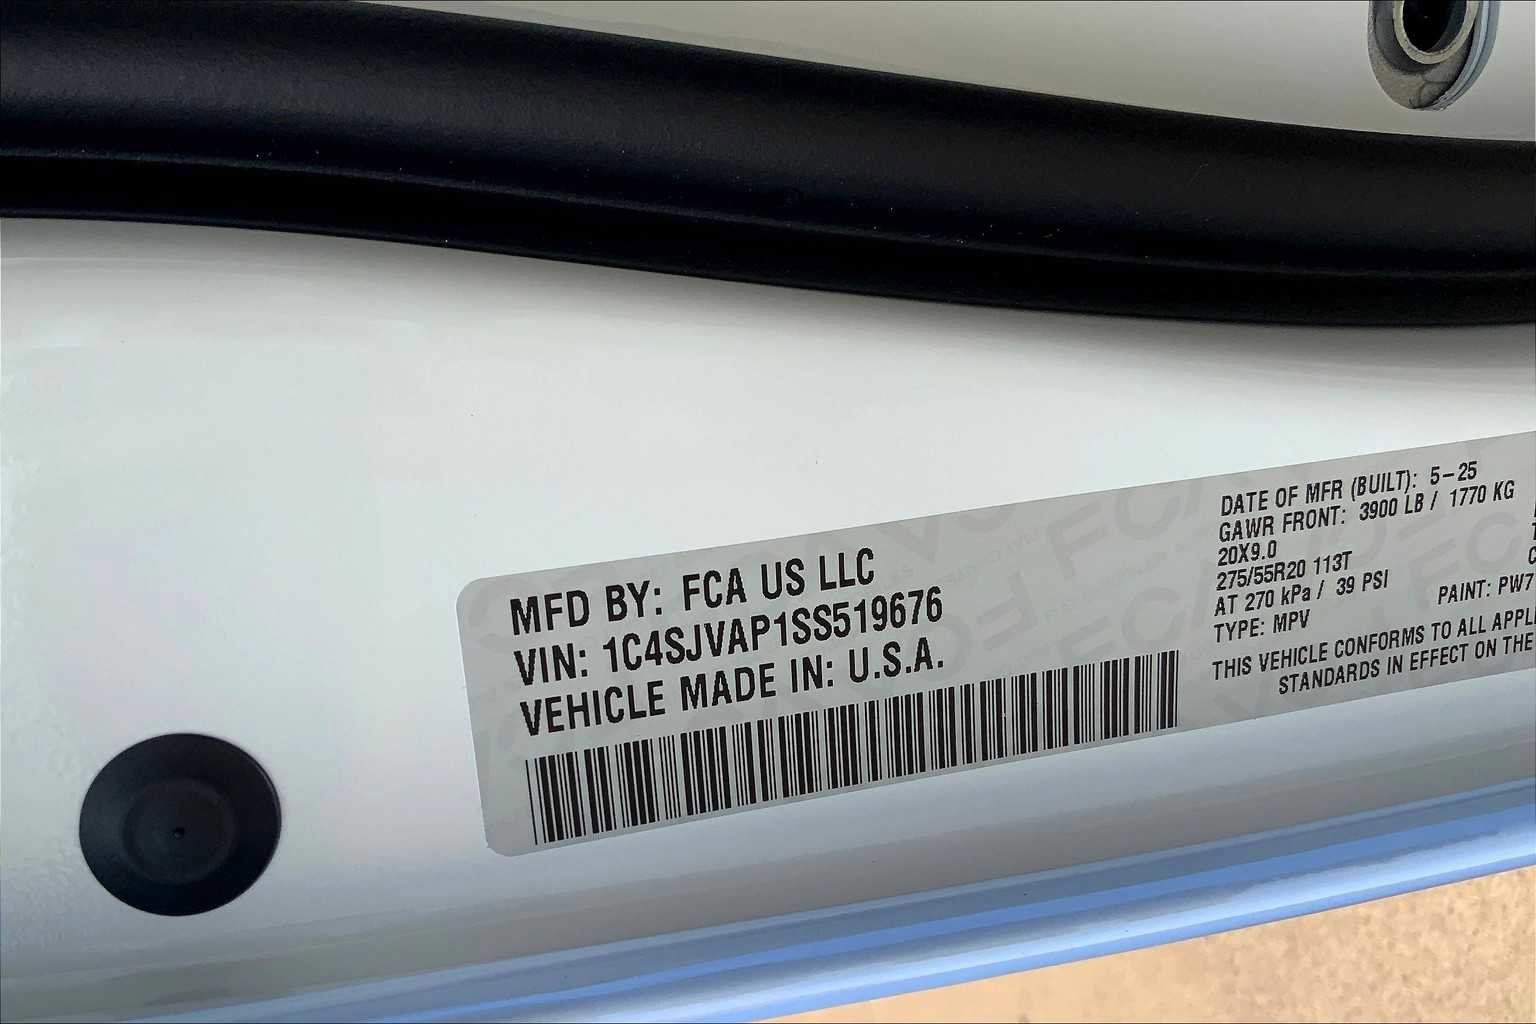 MFD BY: FCA US LLC
VIN: 1C4SJVAP1SS519676
VEHICLE MADE IN: U.S.A.
DATE OF MFR (BUILT): 5-25
GAWR FRONT: 3900 LB / 1770 KG
20X9.0
275/55R20 113T
AT 270 kPa / 39 PSI
TYPE: MPV
PAINT: PW7
THIS VEHICLE CONFORMS TO ALL APPL
STANDARDS IN EFFECT ON THE